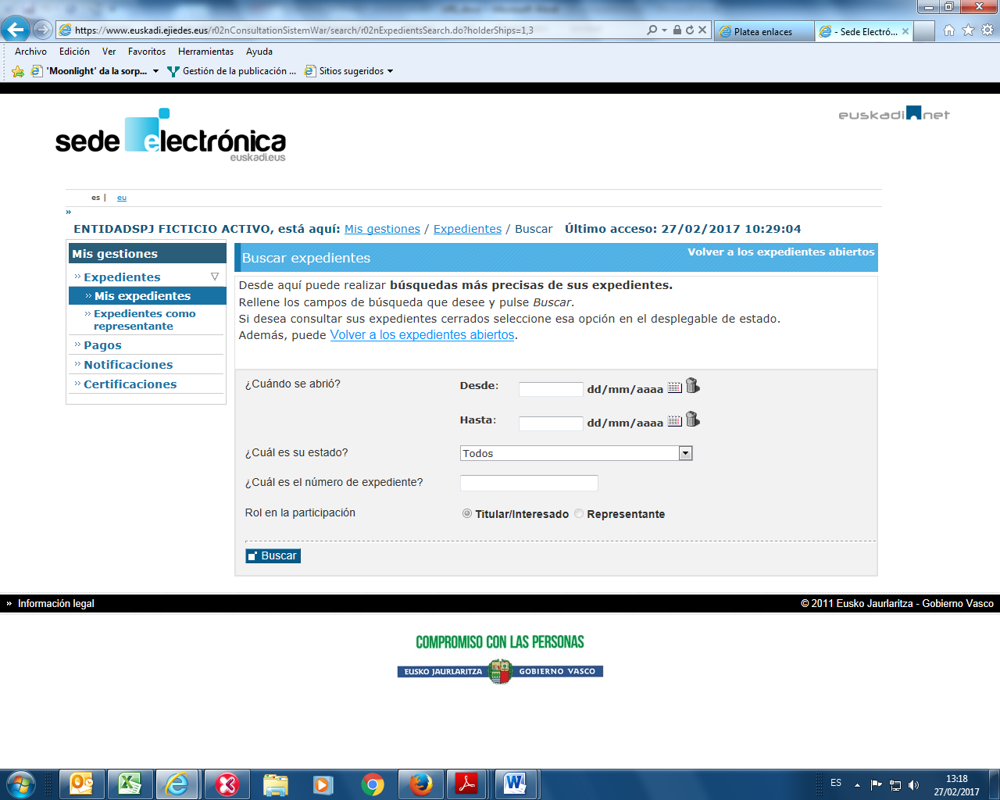 https://www.euskadi.ejiedes.eus/r02nConsultationSistemWar/search/r02nExpedientsSearch.do?holderShips=1,3
Platea enlaces
- Sede Electró...
Archivo Edición Ver Favoritos Herramientas Ayuda
'Moonlight' da la sorp... Gestión de la publicación ... Sitios sugeridos
sede electrónica
euskadi.eus
euskadi.net
es | eu
»
ENTIDADSPJ FICTICIO ACTIVO, está aquí: Mis gestiones / Expedientes / Buscar Último acceso: 27/02/2017 10:29:04
Mis gestiones
Expedientes
Mis expedientes
Expedientes como
representante
Pagos
Notificaciones
Certificaciones
Buscar expedientes
Volver a los expedientes abiertos
Desde aquí puede realizar búsquedas más precisas de sus expedientes.
Rellene los campos de búsqueda que desee y pulse Buscar.
Si desea consultar sus expedientes cerrados seleccione esa opción en el desplegable de estado.
Además, puede Volver a los expedientes abiertos.
¿Cuándo se abrió? Desde: dd/mm/aaaa
Hasta: dd/mm/aaaa
¿Cuál es su estado? Todos
¿Cuál es el número de expediente?
Rol en la participación Titular/Interesado Representante
Buscar
» Información legal
© 2011 Eusko Jaurlaritza - Gobierno Vasco
COMPROMISO CON LAS PERSONAS
EUSKO JAURLARITZA GOBIERNO VASCO
ES
13:18
27/02/2017